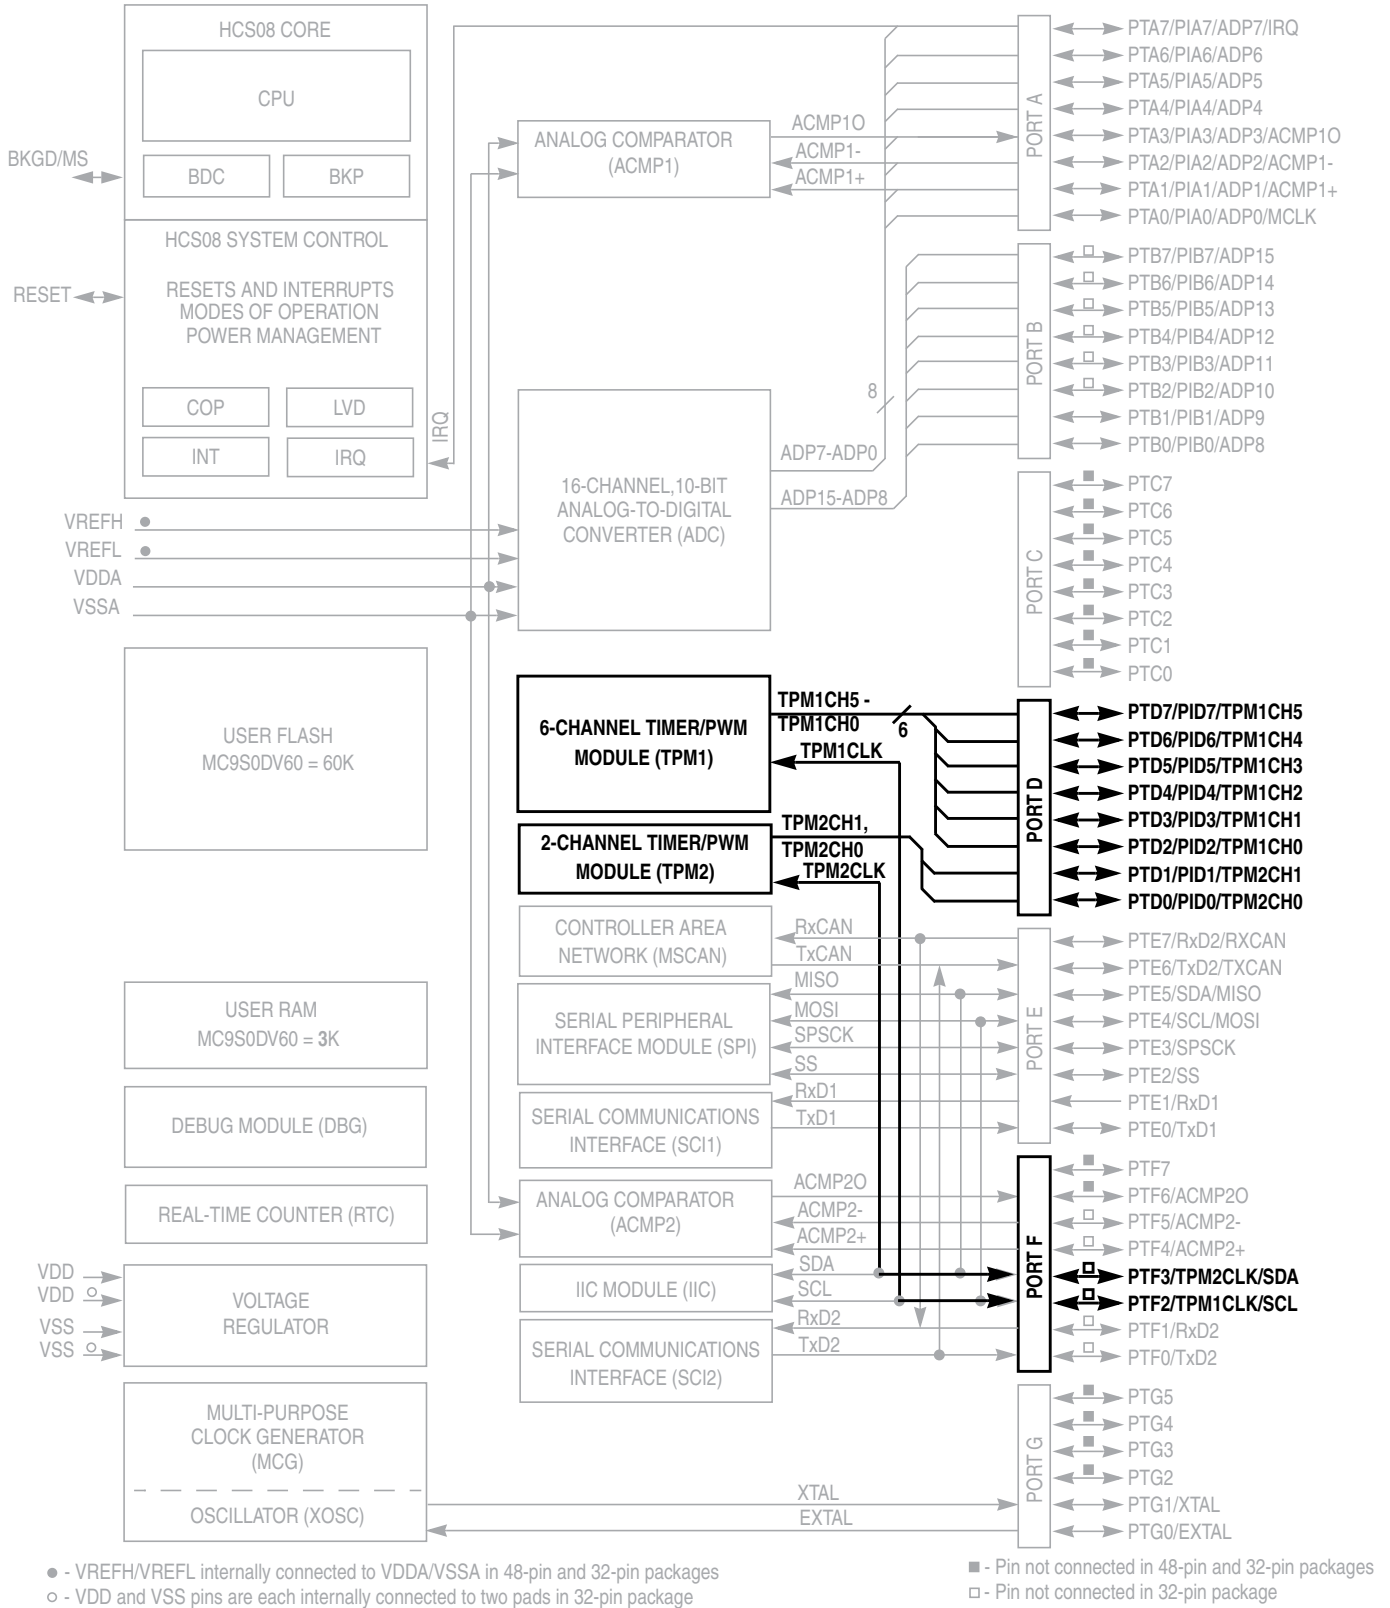 HCS08 CORE
CPU
BKGD/MS
BDC
BKP
HCS08 SYSTEM CONTROL
RESET
RESETS AND INTERRUPTS
MODES OF OPERATION
POWER MANAGEMENT
COP
LVD
INT
IRQ
IRQ
VREFH
VREFL
VDDA
VSSA
USER FLASH
MC9S0DV60 = 60K
USER RAM
MC9S0DV60 = 3K
DEBUG MODULE (DBG)
REAL-TIME COUNTER (RTC)
VDD
VDD
VSS
VSS
VOLTAGE
REGULATOR
MULTI-PURPOSE
CLOCK GENERATOR
(MCG)
OSCILLATOR (XOSC)
ANALOG COMPARATOR
(ACMP1)
ACMP1O
ACMP1-
ACMP1+
16-CHANNEL,10-BIT
ANALOG-TO-DIGITAL
CONVERTER (ADC)
8
ADP7-ADP0
ADP15-ADP8
6-CHANNEL TIMER/PWM
MODULE (TPM1)
TPM1CH5 -
TPM1CH0
6
TPM1CLK
2-CHANNEL TIMER/PWM
MODULE (TPM2)
TPM2CH1,
TPM2CH0
TPM2CLK
CONTROLLER AREA
NETWORK (MSCAN)
RxCAN
TxCAN
SERIAL PERIPHERAL
INTERFACE MODULE (SPI)
MISO
MOSI
SPSCK
SS
SERIAL COMMUNICATIONS
INTERFACE (SCI1)
RxD1
TxD1
ANALOG COMPARATOR
(ACMP2)
ACMP2O
ACMP2-
ACMP2+
IIC MODULE (IIC)
SDA
SCL
SERIAL COMMUNICATIONS
INTERFACE (SCI2)
RxD2
TxD2
XTAL
EXTAL
PORT A
PTA7/PIA7/ADP7/IRQ
PTA6/PIA6/ADP6
PTA5/PIA5/ADP5
PTA4/PIA4/ADP4
PTA3/PIA3/ADP3/ACMP1O
PTA2/PIA2/ADP2/ACMP1-
PTA1/PIA1/ADP1/ACMP1+
PTA0/PIA0/ADP0/MCLK
PORT B
PTB7/PIB7/ADP15
PTB6/PIB6/ADP14
PTB5/PIB5/ADP13
PTB4/PIB4/ADP12
PTB3/PIB3/ADP11
PTB2/PIB2/ADP10
PTB1/PIB1/ADP9
PTB0/PIB0/ADP8
PORT C
PTC7
PTC6
PTC5
PTC4
PTC3
PTC2
PTC1
PTC0
PORT D
PTD7/PID7/TPM1CH5
PTD6/PID6/TPM1CH4
PTD5/PID5/TPM1CH3
PTD4/PID4/TPM1CH2
PTD3/PID3/TPM1CH1
PTD2/PID2/TPM1CH0
PTD1/PID1/TPM2CH1
PTD0/PID0/TPM2CH0
PORT E
PTE7/RxD2/RXCAN
PTE6/TxD2/TXCAN
PTE5/SDA/MISO
PTE4/SCL/MOSI
PTE3/SPSCK
PTE2/SS
PTE1/RxD1
PTE0/TxD1
PORT F
PTF7
PTF6/ACMP2O
PTF5/ACMP2-
PTF4/ACMP2+
PTF3/TPM2CLK/SDA
PTF2/TPM1CLK/SCL
PTF1/RxD2
PTF0/TxD2
PORT G
PTG5
PTG4
PTG3
PTG2
PTG1/XTAL
PTG0/EXTAL
● - VREFH/VREFL internally connected to VDDA/VSSA in 48-pin and 32-pin packages
○ - VDD and VSS pins are each internally connected to two pads in 32-pin package
■ - Pin not connected in 48-pin and 32-pin packages
□ - Pin not connected in 32-pin package